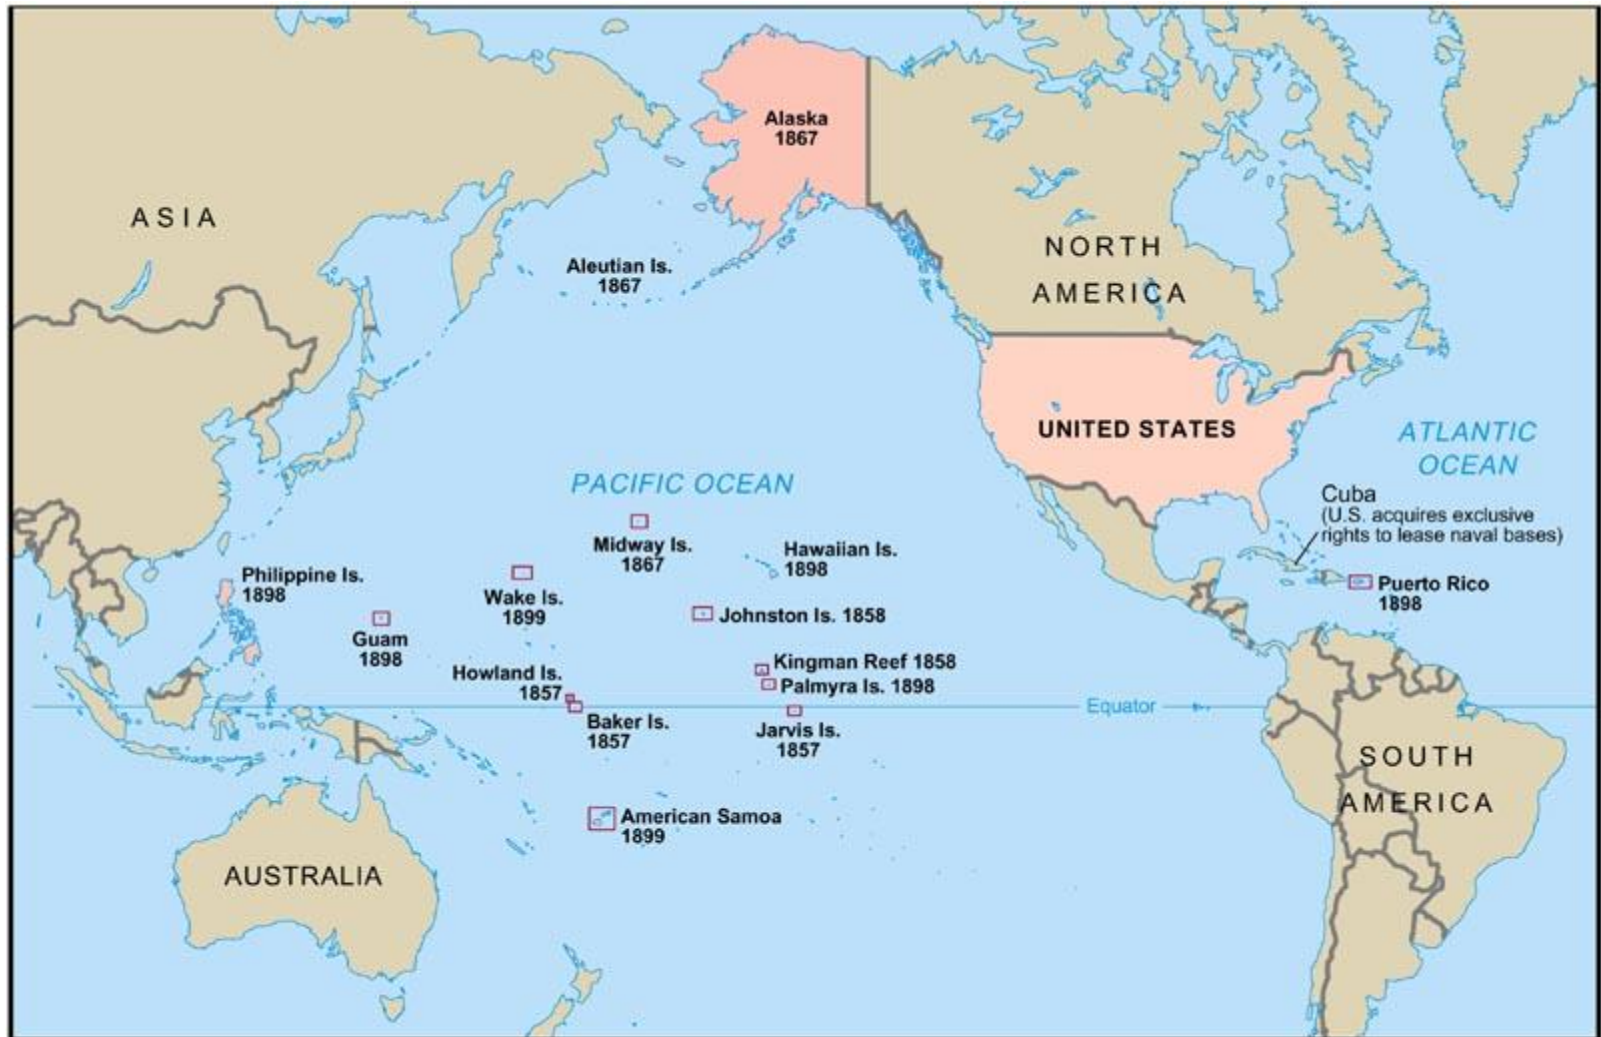 Alaska
1867
ASIA
NORTH
AMERICA
Aleutian Is.
1867
UNITED STATES
ATLANTIC
OCEAN
PACIFIC OCEAN
Cuba
(U.S. acquires exclusive
rights to lease naval bases)
Midway Is.
1867
Hawaiian Is.
1898
Philippine Is.
1898
Wake Is.
1899
Puerto Rico
1898
Johnston Is. 1858
Guam
1898
Howland Is.
1857
Kingman Reef 1858
Palmyra Is. 1898
Equator
Baker Is.
1857
Jarvis Is.
1857
SOUTH
AMERICA
American Samoa
1899
AUSTRALIA